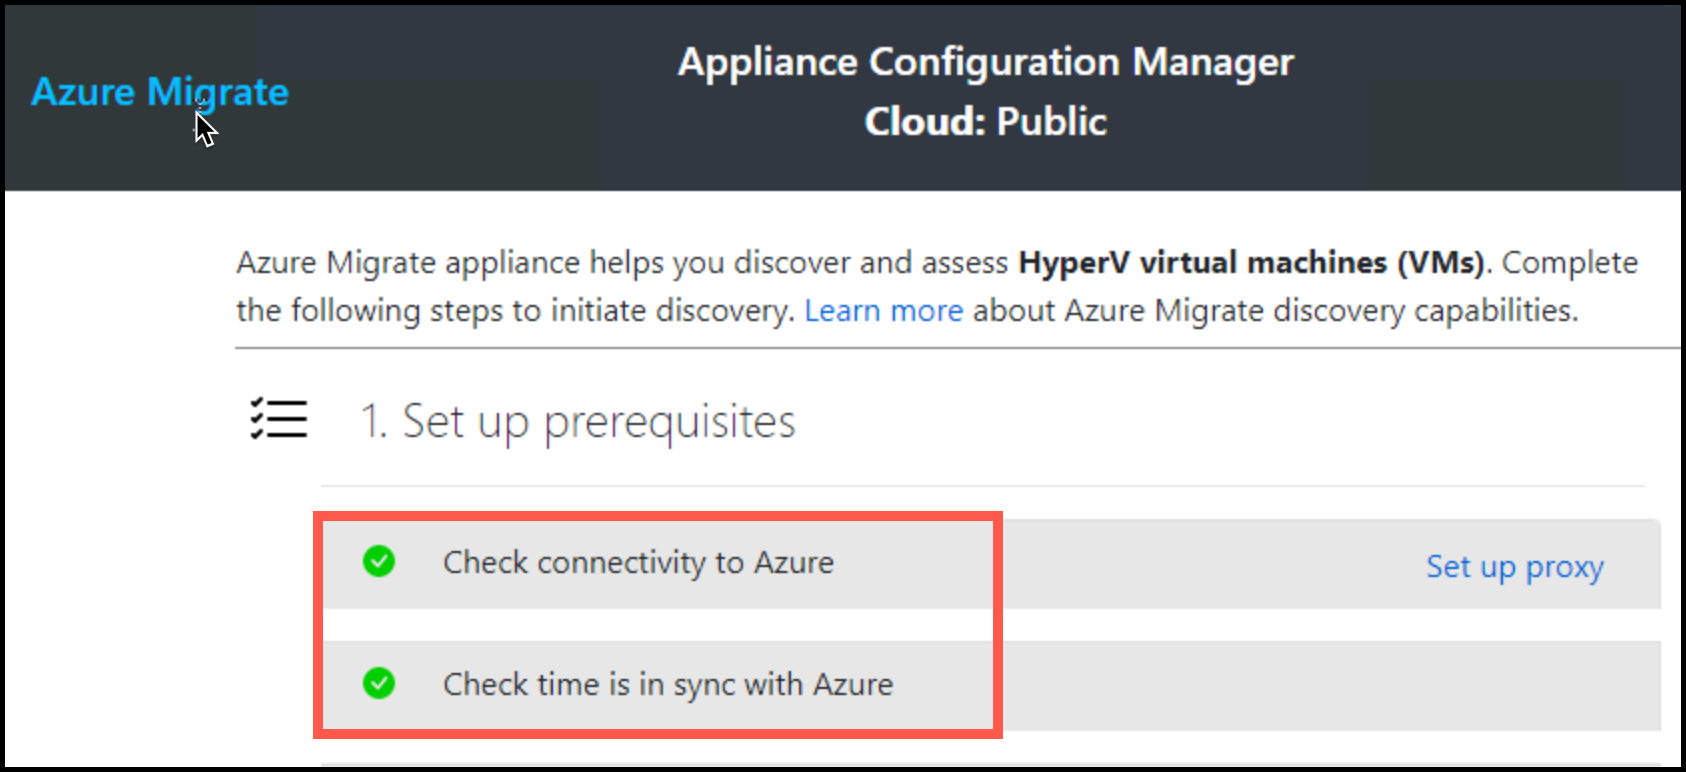 Azure Migrate
Appliance Configuration Manager
Cloud: Public
Azure Migrate appliance helps you discover and assess HyperV virtual machines (VMs). Complete
the following steps to initiate discovery. Learn more about Azure Migrate discovery capabilities.
1. Set up prerequisites
Check connectivity to Azure
Set up proxy
Check time is in sync with Azure